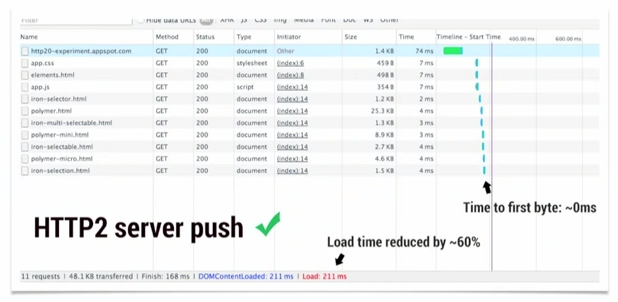 Hide data URLs All XHR JS CSS Img Media Font Doc WS Other
Name Method Status Type Initiator Size Time Timeline - Start Time 400.00 ms 600.00 ms
http20-experiment.appspot.com GET 200 document Other 1.4 KB 74 ms
app.css GET 200 stylesheet (index):6 459 B 7 ms
elements.html GET 200 document (index):8 498 B 7 ms
app.js GET 200 script (index):14 354 B 7 ms
iron-selector.html GET 200 document (index):14 1.2 KB 2 ms
polymer.html GET 200 document (index):14 25.3 KB 4 ms
iron-multi-selectable.html GET 200 document (index):14 1.3 KB 3 ms
polymer-mini.html GET 200 document (index):14 8.9 KB 3 ms
iron-selectable.html GET 200 document (index):14 2.7 KB 4 ms
polymer-micro.html GET 200 document (index):14 4.6 KB 4 ms
iron-selection.html GET 200 document (index):14 1.5 KB 4 ms
Time to first byte: ~0ms
HTTP2 server push
Load time reduced by ~60%
11 requests | 48.1 KB transferred | Finish: 168 ms | DOMContentLoaded: 211 ms | Load: 211 ms